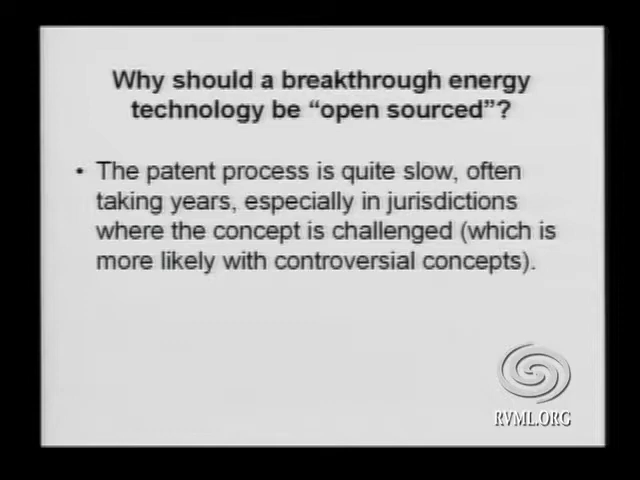 Why should a breakthrough energy
technology be “open sourced”?
• The patent process is quite slow, often
taking years, especially in jurisdictions
where the concept is challenged (which is
more likely with controversial concepts).
RVML.ORG